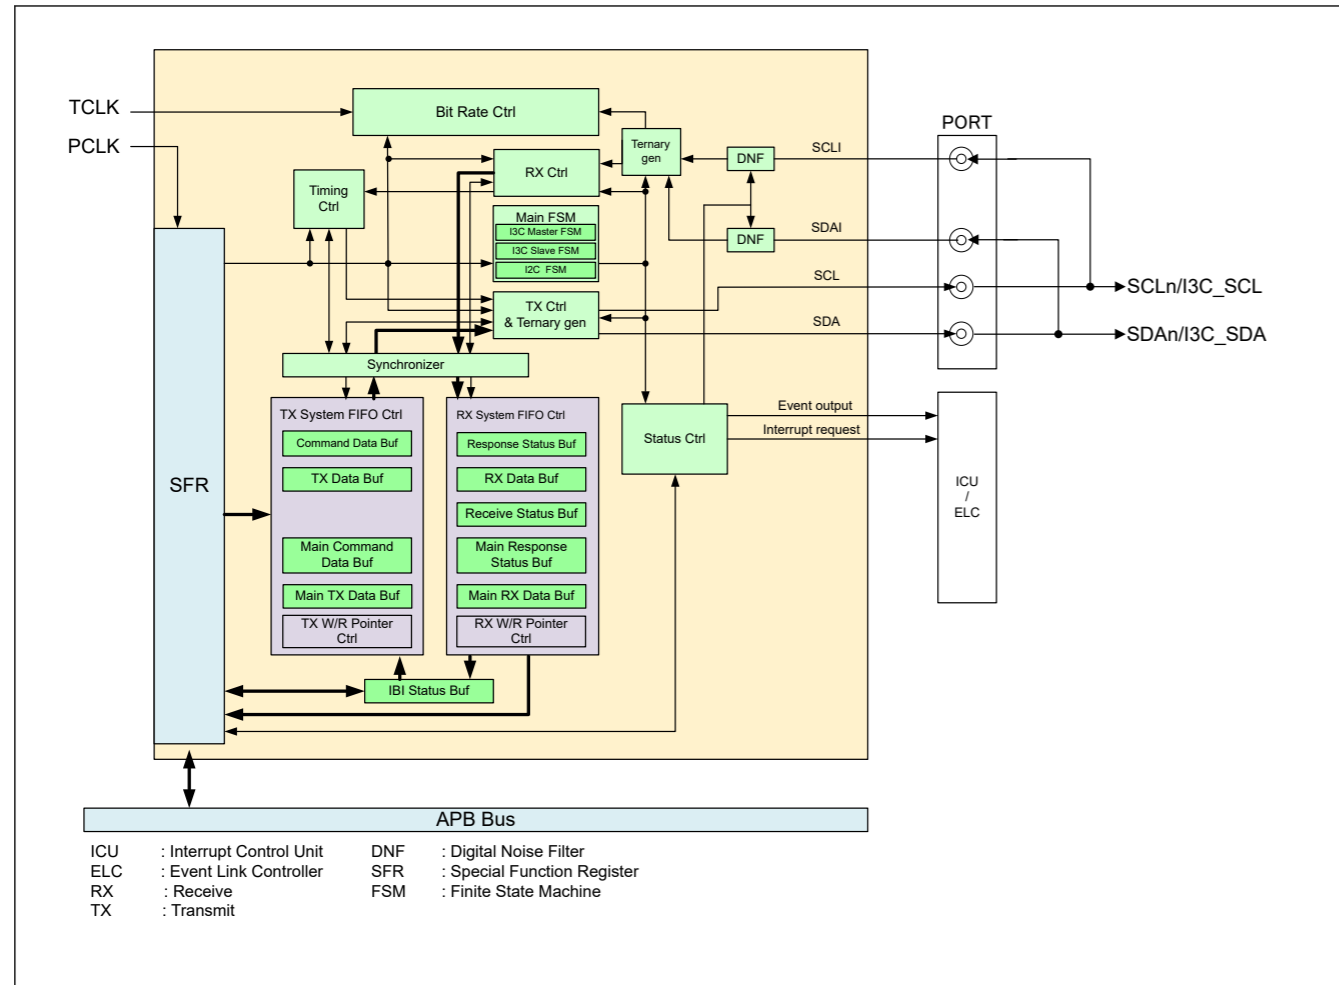 TCLK
PCLK
Bit Rate Ctrl
Ternary
gen
DNF
SCLI
PORT
RX Ctrl
Timing
Ctrl
Main FSM
I3C Master FSM
I3C Slave FSM
I2C FSM
DNF
SDAI
SCL
SCLn/I3C_SCL
TX Ctrl
& Ternary gen
SDA
SDAn/I3C_SDA
Synchronizer
TX System FIFO Ctrl
Command Data Buf
TX Data Buf
Main Command
Data Buf
Main TX Data Buf
TX W/R Pointer
Ctrl
RX System FIFO Ctrl
Response Status Buf
RX Data Buf
Receive Status Buf
Main Response
Status Buf
Main RX Data Buf
RX W/R Pointer
Ctrl
Status Ctrl
Event output
Interrupt request
ICU
/
ELC
SFR
IBI Status Buf
APB Bus
ICU : Interrupt Control Unit DNF : Digital Noise Filter
ELC : Event Link Controller SFR : Special Function Register
RX : Receive FSM : Finite State Machine
TX : Transmit